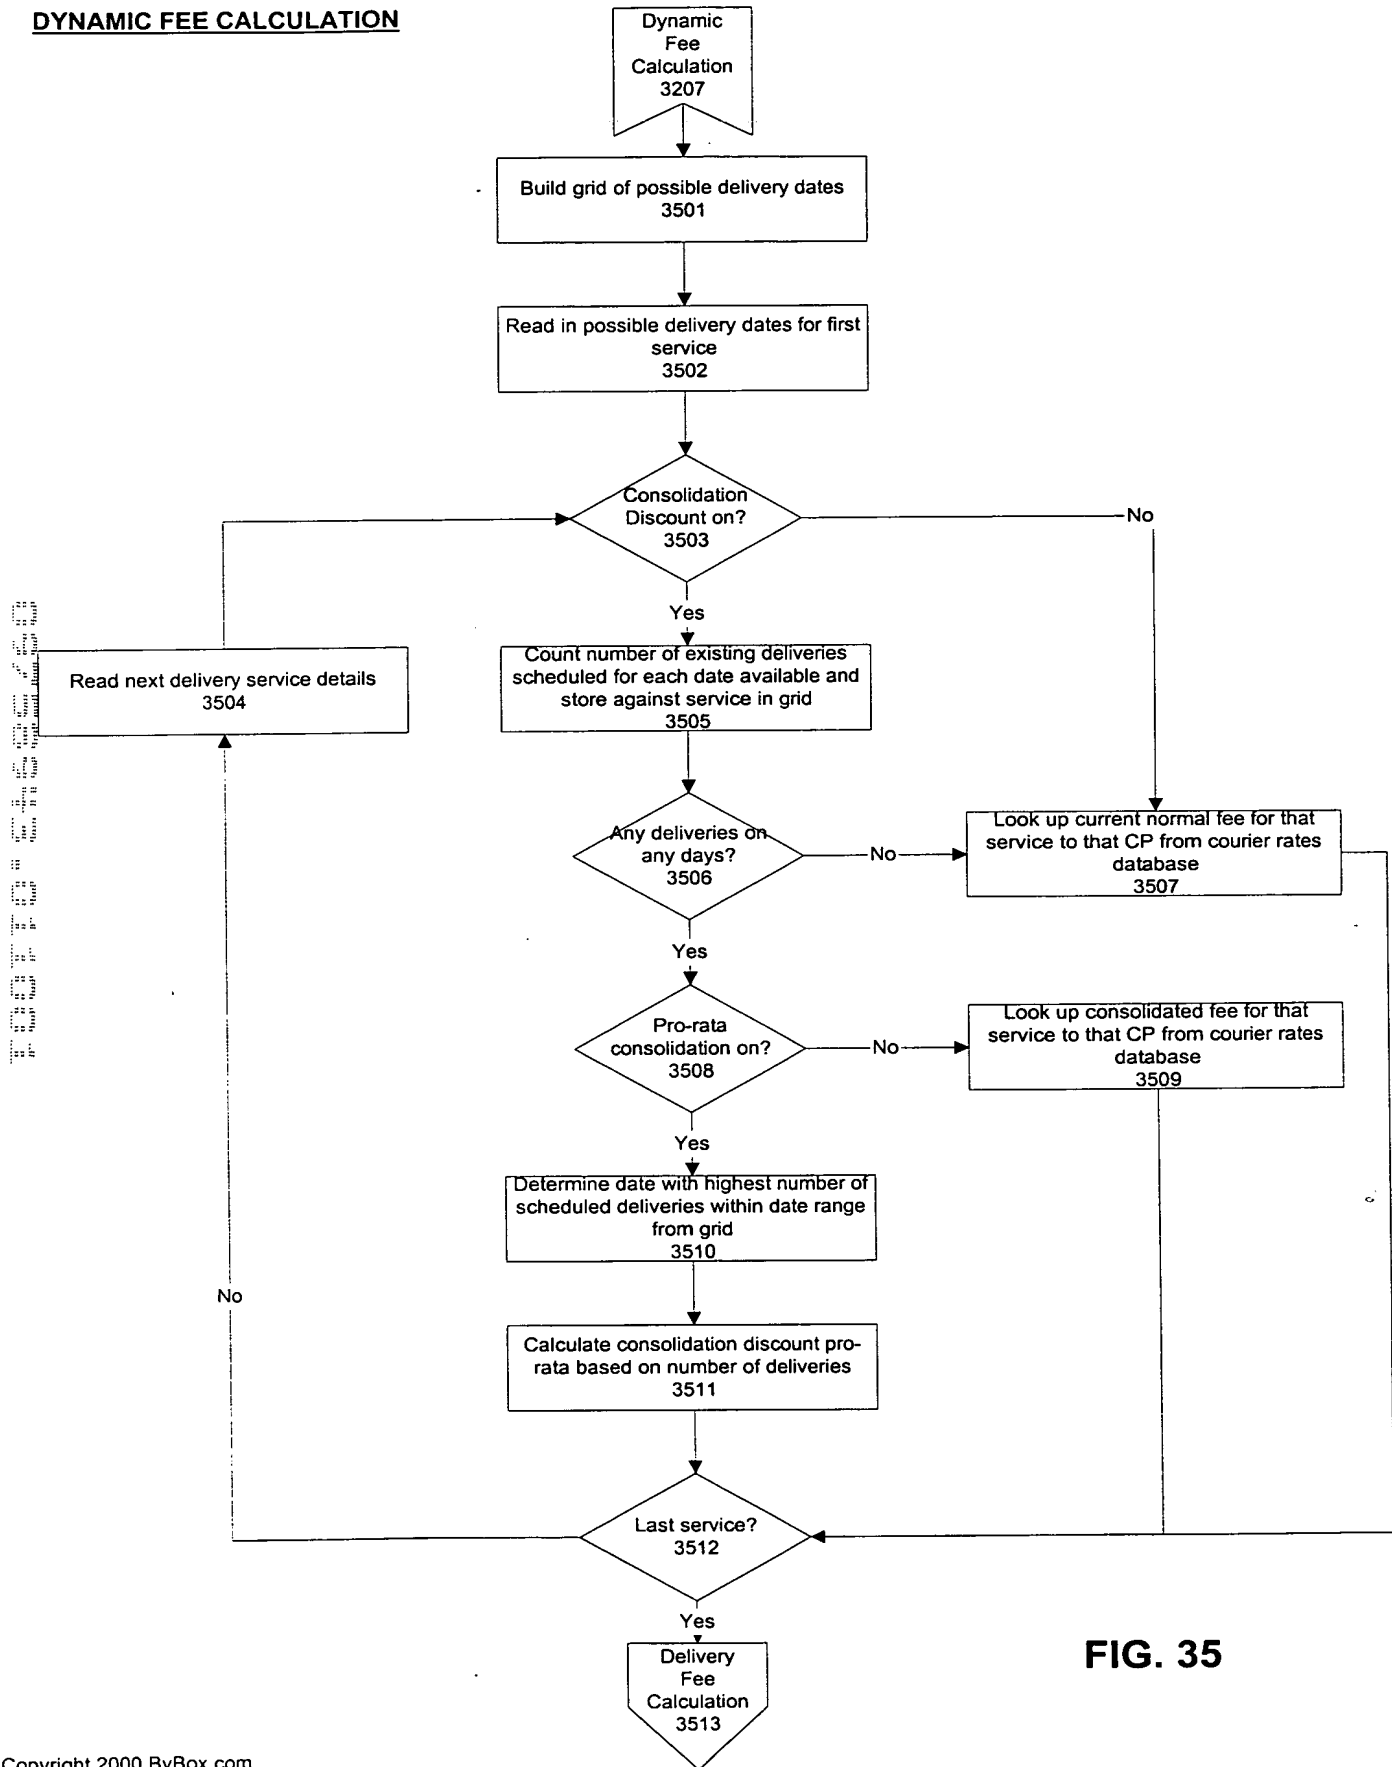 DYNAMIC FEE CALCULATION
Dynamic
Fee
Calculation
3207
Build grid of possible delivery dates
3501
Read in possible delivery dates for first
service
3502
Consolidation
Discount on?
3503
No
Yes
Read next delivery service details
3504
Count number of existing deliveries
scheduled for each date available and
store against service in grid
3505
Any deliveries on
any days?
3506
No
Look up current normal fee for that
service to that CP from courier rates
database
3507
Yes
Pro-rata
consolidation on?
3508
No
Look up consolidated fee for that
service to that CP from courier rates
database
3509
Yes
Determine date with highest number of
scheduled deliveries within date range
from grid
3510
No
Calculate consolidation discount pro-
rata based on number of deliveries
3511
Last service?
3512
Yes
Delivery
Fee
Calculation
3513
FIG. 35
Copyright 2000 ByBox.com